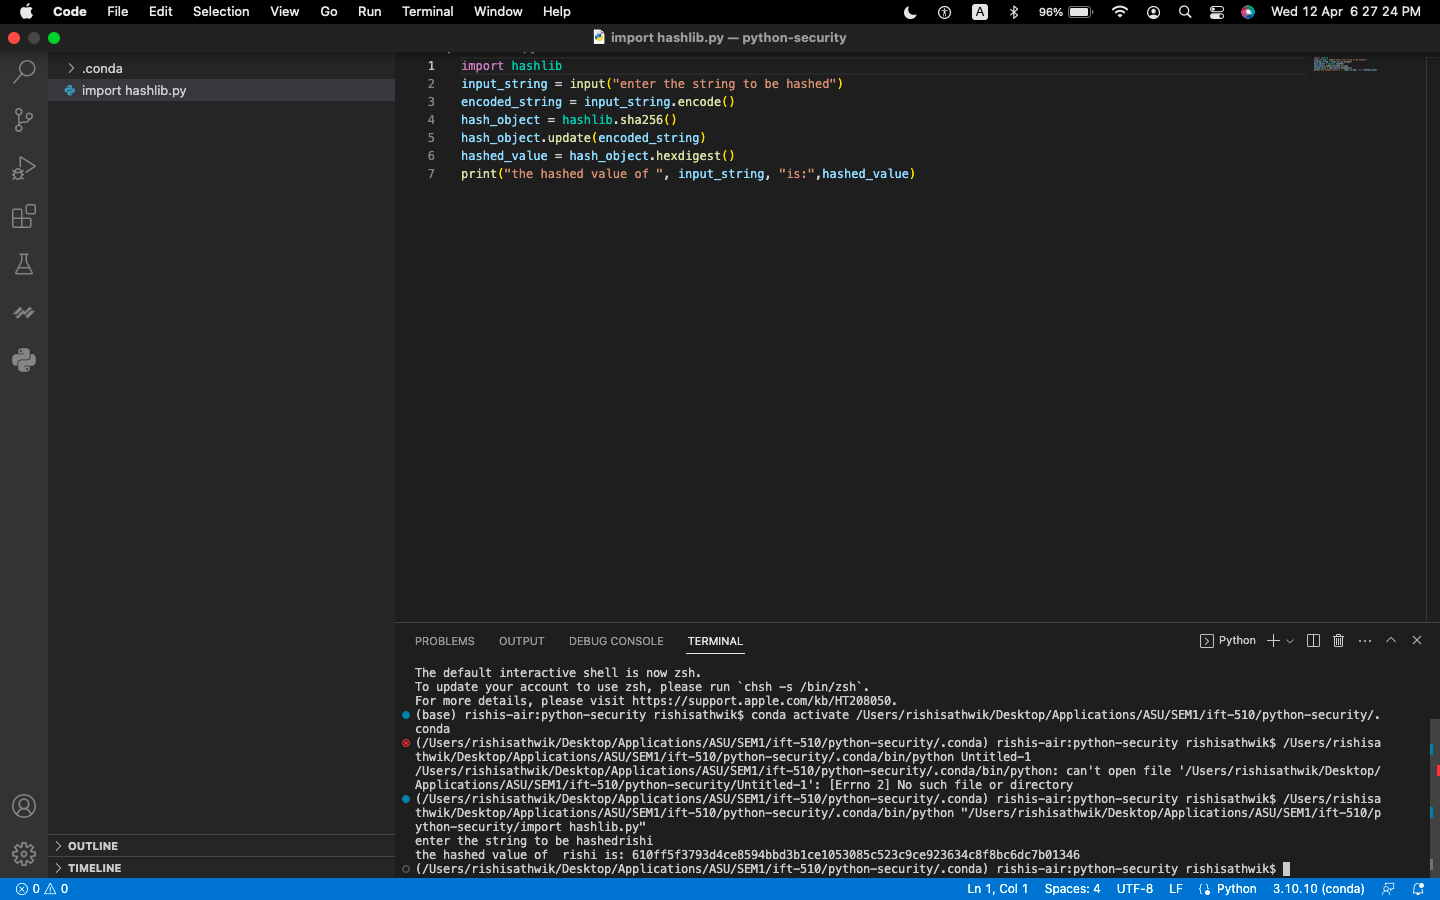 Code File Edit Selection View Go Run Terminal Window Help A 96% Wed 12 Apr 6 27 24 PM
import hashlib.py — python-security
.conda
import hashlib.py
1 import hashlib
2 input_string = input("enter the string to be hashed")
3 encoded_string = input_string.encode()
4 hash_object = hashlib.sha256()
5 hash_object.update(encoded_string)
6 hashed_value = hash_object.hexdigest()
7 print("the hashed value of ", input_string, "is:",hashed_value)
PROBLEMS OUTPUT DEBUG CONSOLE TERMINAL Python
The default interactive shell is now zsh.
To update your account to use zsh, please run `chsh -s /bin/zsh`.
For more details, please visit https://support.apple.com/kb/HT208050.
(base) rishis-air:python-security rishisathwik$ conda activate /Users/rishisathwik/Desktop/Applications/ASU/SEM1/ift-510/python-security/.
conda
(/Users/rishisathwik/Desktop/Applications/ASU/SEM1/ift-510/python-security/.conda) rishis-air:python-security rishisathwik$ /Users/rishisa
thwik/Desktop/Applications/ASU/SEM1/ift-510/python-security/.conda/bin/python Untitled-1
/Users/rishisathwik/Desktop/Applications/ASU/SEM1/ift-510/python-security/.conda/bin/python: can't open file '/Users/rishisathwik/Desktop/
Applications/ASU/SEM1/ift-510/python-security/Untitled-1': [Errno 2] No such file or directory
(/Users/rishisathwik/Desktop/Applications/ASU/SEM1/ift-510/python-security/.conda) rishis-air:python-security rishisathwik$ /Users/rishisa
thwik/Desktop/Applications/ASU/SEM1/ift-510/python-security/.conda/bin/python "/Users/rishisathwik/Desktop/Applications/ASU/SEM1/ift-510/p
ython-security/import hashlib.py"
enter the string to be hashedrishi
the hashed value of  rishi is: 610ff5f3793d4ce8594bbd3b1ce1053085c523c9ce923634c8f8bc6dc7b01346
(/Users/rishisathwik/Desktop/Applications/ASU/SEM1/ift-510/python-security/.conda) rishis-air:python-security rishisathwik$
OUTLINE
TIMELINE
0 0 Ln 1, Col 1 Spaces: 4 UTF-8 LF Python 3.10.10 (conda)